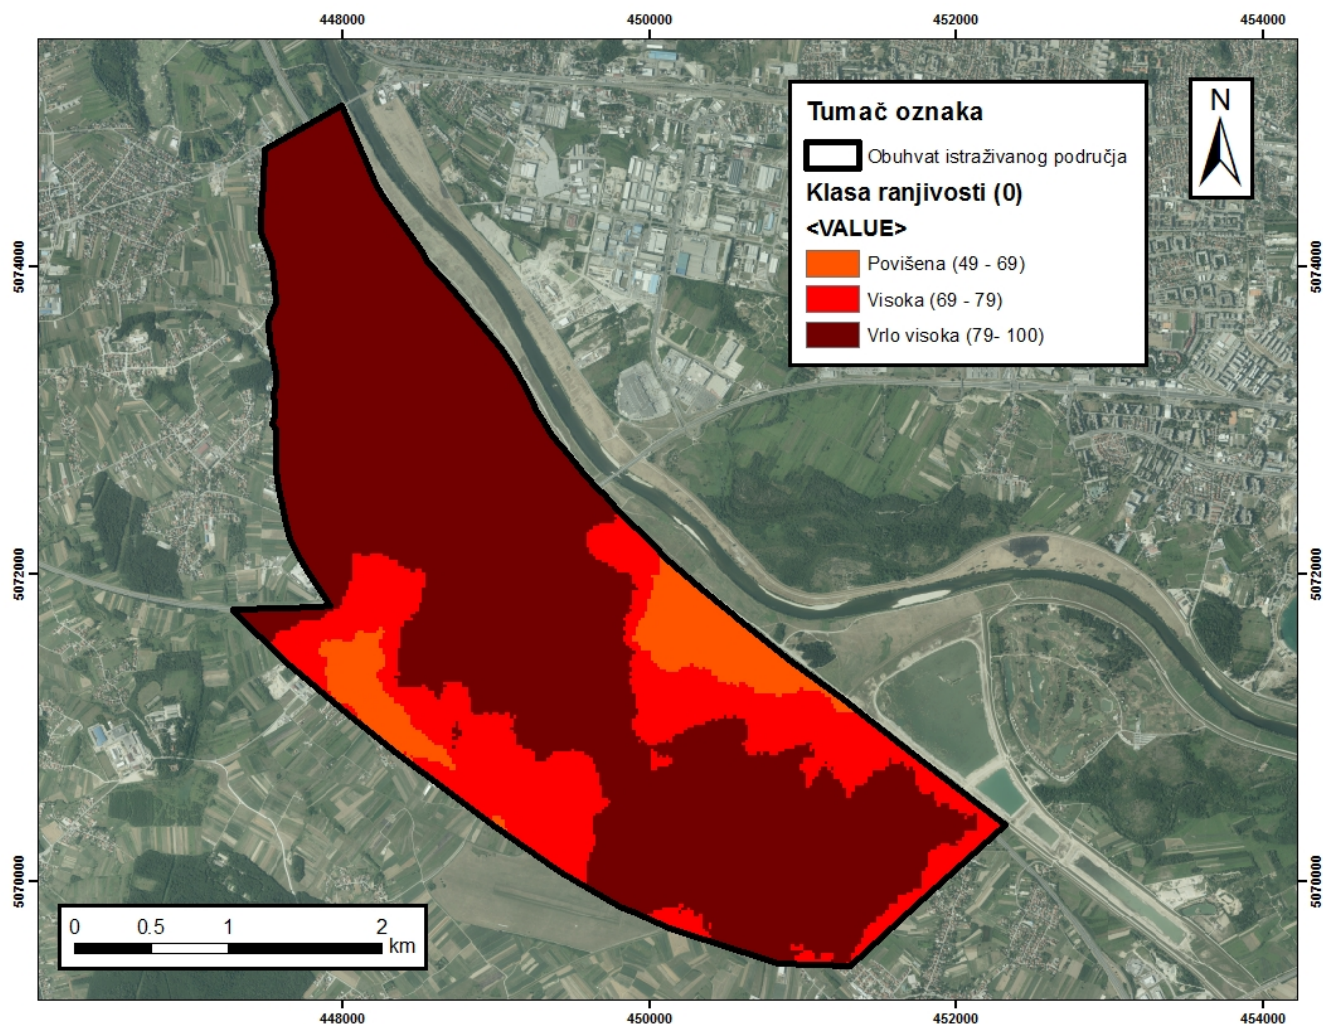 448000 450000 452000 454000
N
Tumač oznaka
Obuhvat istraživanog područja
Klasa ranjivosti (0)
<VALUE>
Povišena (49 - 69)
Visoka (69 - 79)
Vrlo visoka (79- 100)
5074000 5074000
5072000 5072000
5070000 5070000
0 0.5 1 2
km
448000 450000 452000 454000